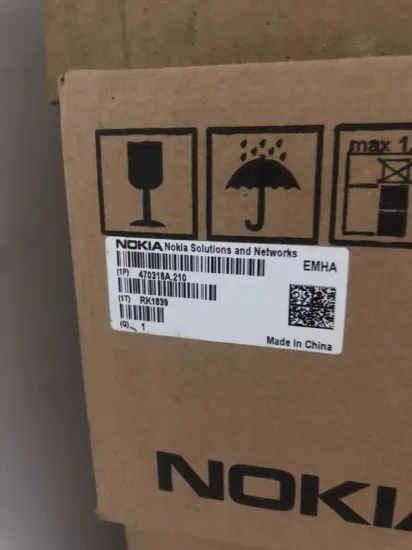 max 1
NOKIA Nokia Solutions and Networks
EMHA
(1P) 470316A.210
(1T) RK1839
(Q) 1
Made in China
NOKIA